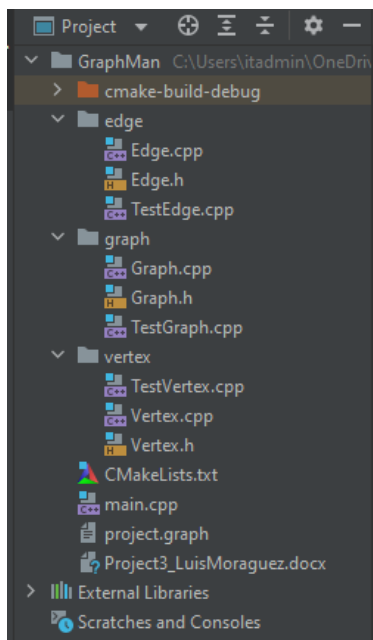 Project
GraphMan C:\Users\itadmin\OneDri
cmake-build-debug
edge
Edge.cpp
Edge.h
TestEdge.cpp
graph
Graph.cpp
Graph.h
TestGraph.cpp
vertex
TestVertex.cpp
Vertex.cpp
Vertex.h
CMakeLists.txt
main.cpp
project.graph
Project3_LuisMoraguez.docx
External Libraries
Scratches and Consoles